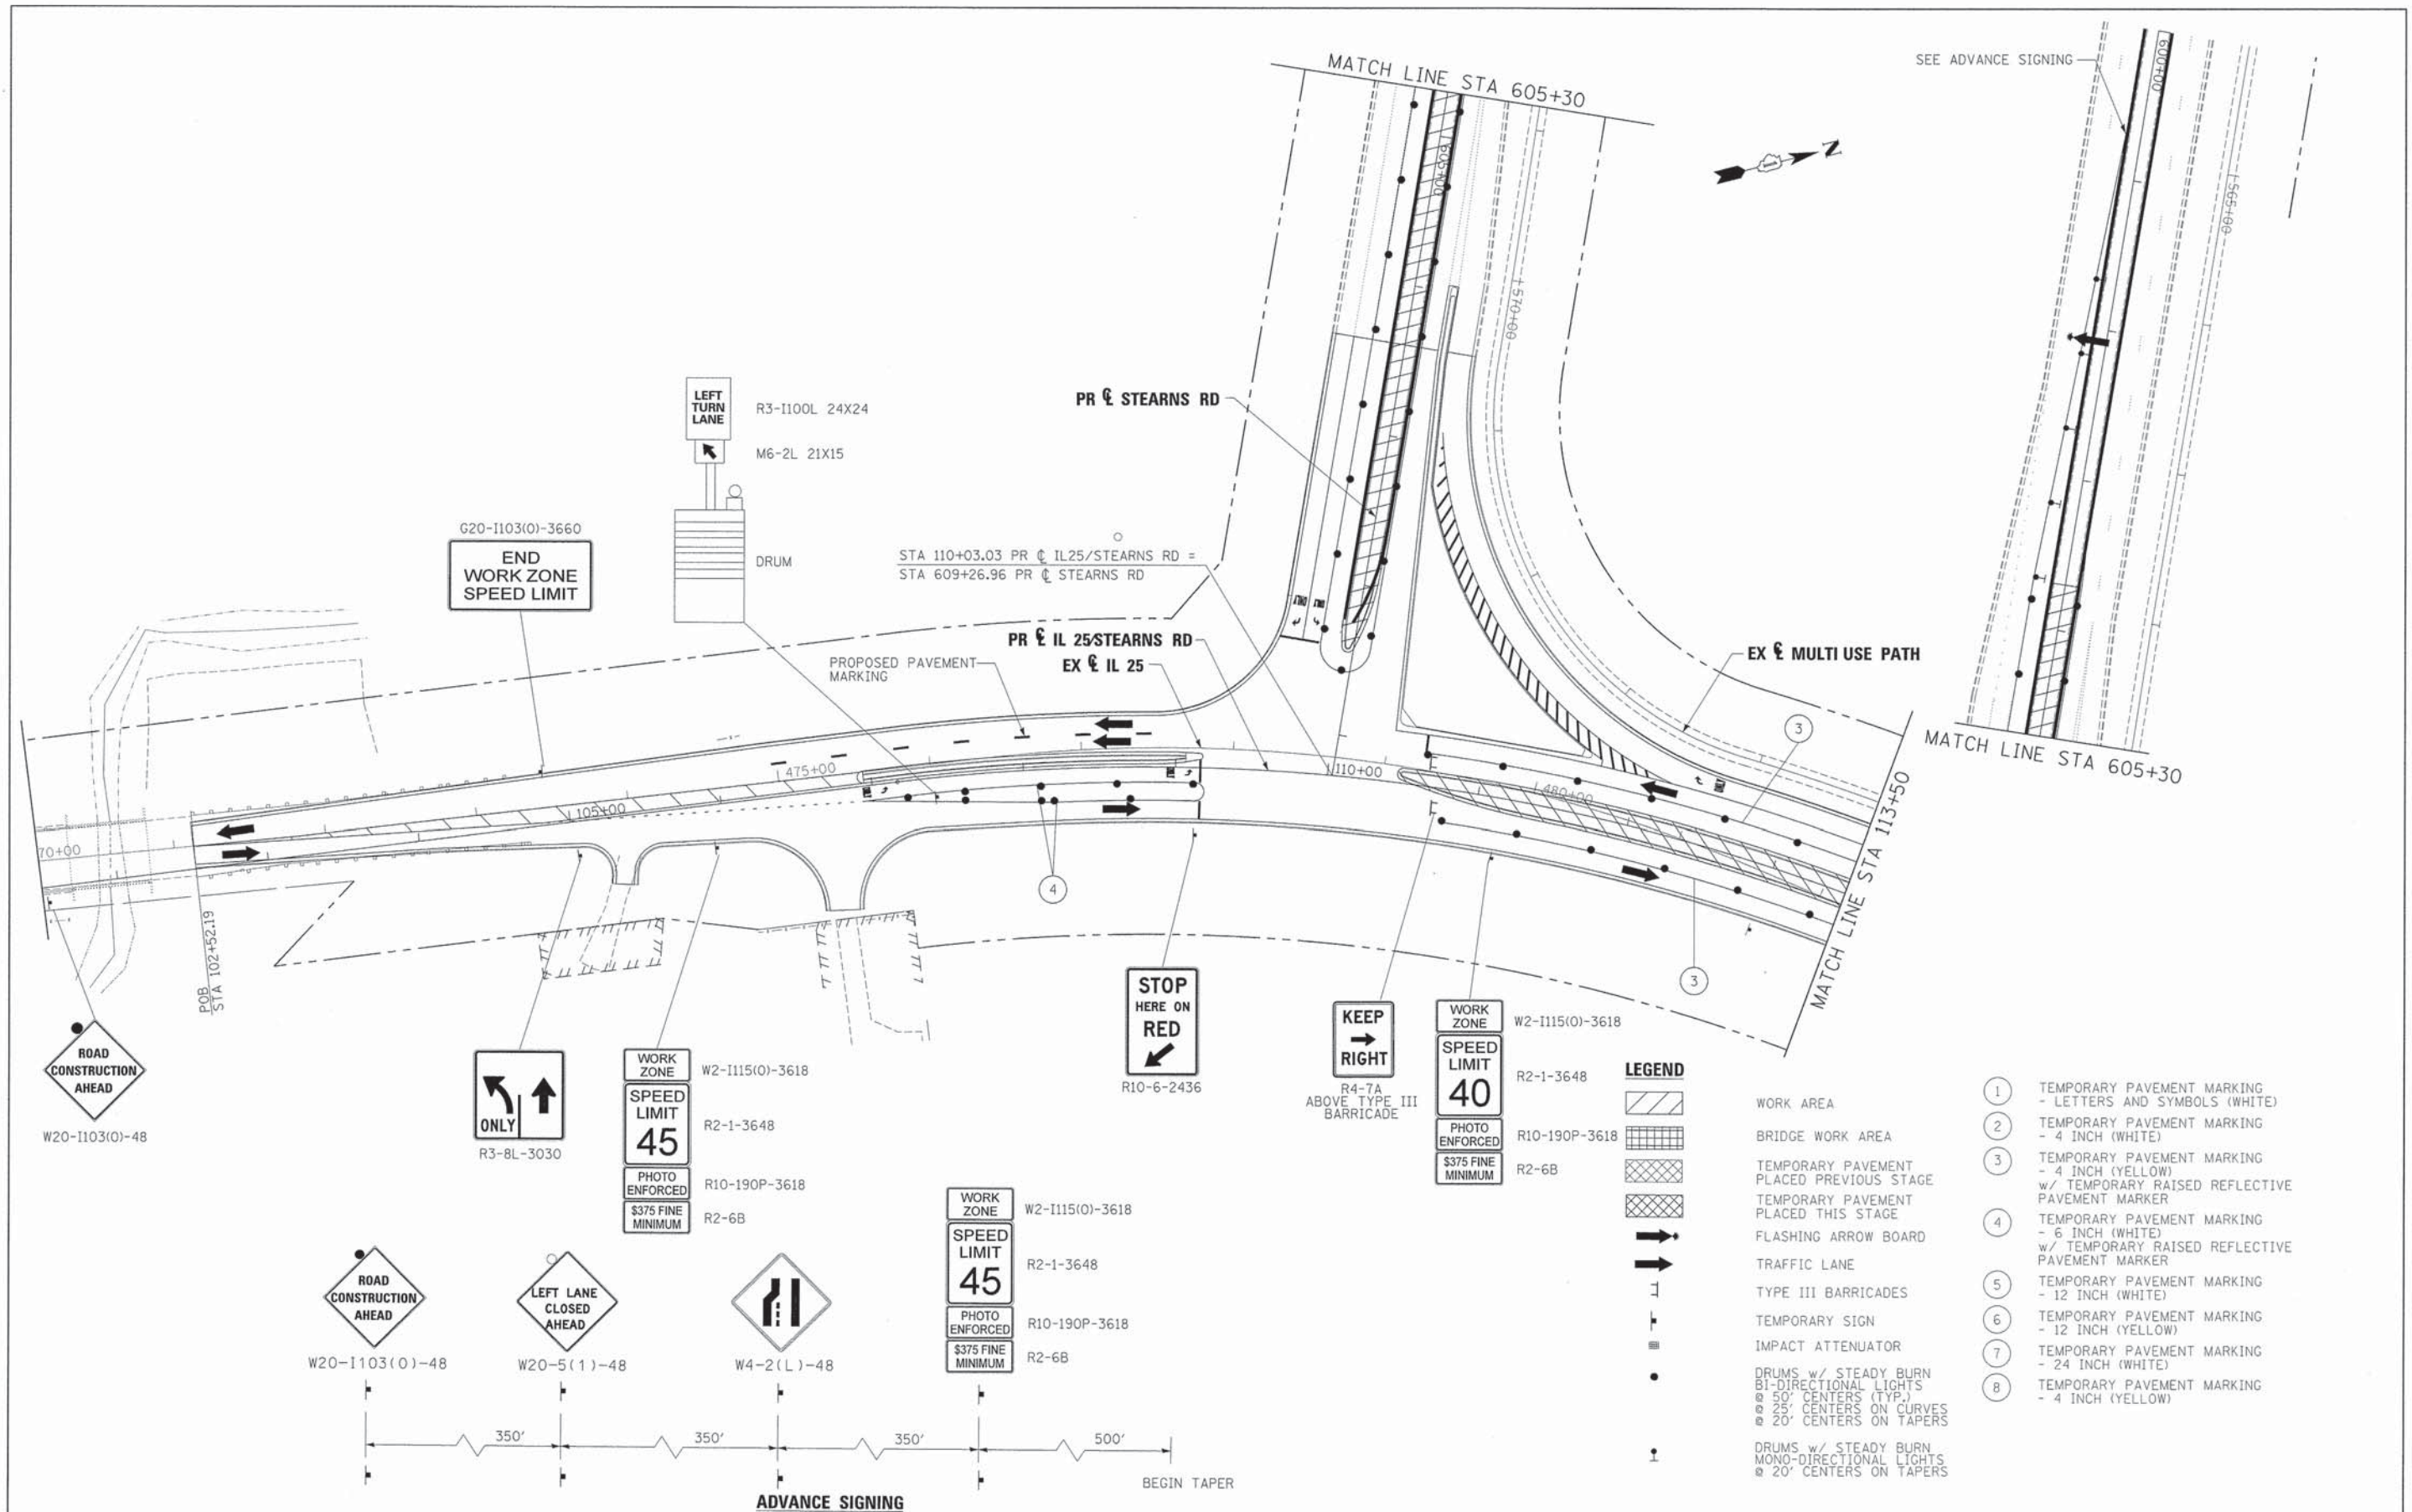 MATCH LINE STA 605+30
SEE ADVANCE SIGNING
600+00
N
605+00
565+00
570+00
LEFT
TURN
LANE
R3-I100L 24X24
M6-2L 21X15
DRUM
PR ℄ STEARNS RD
G20-I103(0)-3660
END
WORK ZONE
SPEED LIMIT
STA 110+03.03 PR ℄ IL25/STEARNS RD =
STA 609+26.96 PR ℄ STEARNS RD
PR ℄ IL 25/STEARNS RD
EX ℄ IL 25
PROPOSED PAVEMENT
MARKING
EX ℄ MULTI USE PATH
3
MATCH LINE STA 605+30
475+00
110+00
480+00
105+00
70+00
MATCH LINE STA 113+50
4
3
POB
STA 102+52.19
ROAD
CONSTRUCTION
AHEAD
W20-I103(0)-48
ONLY
R3-8L-3030
WORK
ZONE
W2-I115(0)-3618
SPEED
LIMIT
45
R2-1-3648
PHOTO
ENFORCED
R10-190P-3618
$375 FINE
MINIMUM
R2-6B
STOP
HERE ON
RED
R10-6-2436
KEEP
RIGHT
R4-7A
ABOVE TYPE III
BARRICADE
WORK
ZONE
W2-I115(0)-3618
SPEED
LIMIT
40
R2-1-3648
PHOTO
ENFORCED
R10-190P-3618
$375 FINE
MINIMUM
R2-6B
ROAD
CONSTRUCTION
AHEAD
W20-I103(0)-48
LEFT LANE
CLOSED
AHEAD
W20-5(1)-48
W4-2(L)-48
WORK
ZONE
W2-I115(0)-3618
SPEED
LIMIT
45
R2-1-3648
PHOTO
ENFORCED
R10-190P-3618
$375 FINE
MINIMUM
R2-6B
350'
350'
350'
500'
BEGIN TAPER
ADVANCE SIGNING
LEGEND
WORK AREA
BRIDGE WORK AREA
TEMPORARY PAVEMENT
PLACED PREVIOUS STAGE
TEMPORARY PAVEMENT
PLACED THIS STAGE
FLASHING ARROW BOARD
TRAFFIC LANE
TYPE III BARRICADES
TEMPORARY SIGN
IMPACT ATTENUATOR
DRUMS w/ STEADY BURN
BI-DIRECTIONAL LIGHTS
@ 50' CENTERS (TYP.)
@ 25' CENTERS ON CURVES
@ 20' CENTERS ON TAPERS
DRUMS w/ STEADY BURN
MONO-DIRECTIONAL LIGHTS
@ 20' CENTERS ON TAPERS
1 TEMPORARY PAVEMENT MARKING
- LETTERS AND SYMBOLS (WHITE)
2 TEMPORARY PAVEMENT MARKING
- 4 INCH (WHITE)
3 TEMPORARY PAVEMENT MARKING
- 4 INCH (YELLOW)
w/ TEMPORARY RAISED REFLECTIVE
PAVEMENT MARKER
4 TEMPORARY PAVEMENT MARKING
- 6 INCH (WHITE)
w/ TEMPORARY RAISED REFLECTIVE
PAVEMENT MARKER
5 TEMPORARY PAVEMENT MARKING
- 12 INCH (WHITE)
6 TEMPORARY PAVEMENT MARKING
- 12 INCH (YELLOW)
7 TEMPORARY PAVEMENT MARKING
- 24 INCH (WHITE)
8 TEMPORARY PAVEMENT MARKING
- 4 INCH (YELLOW)